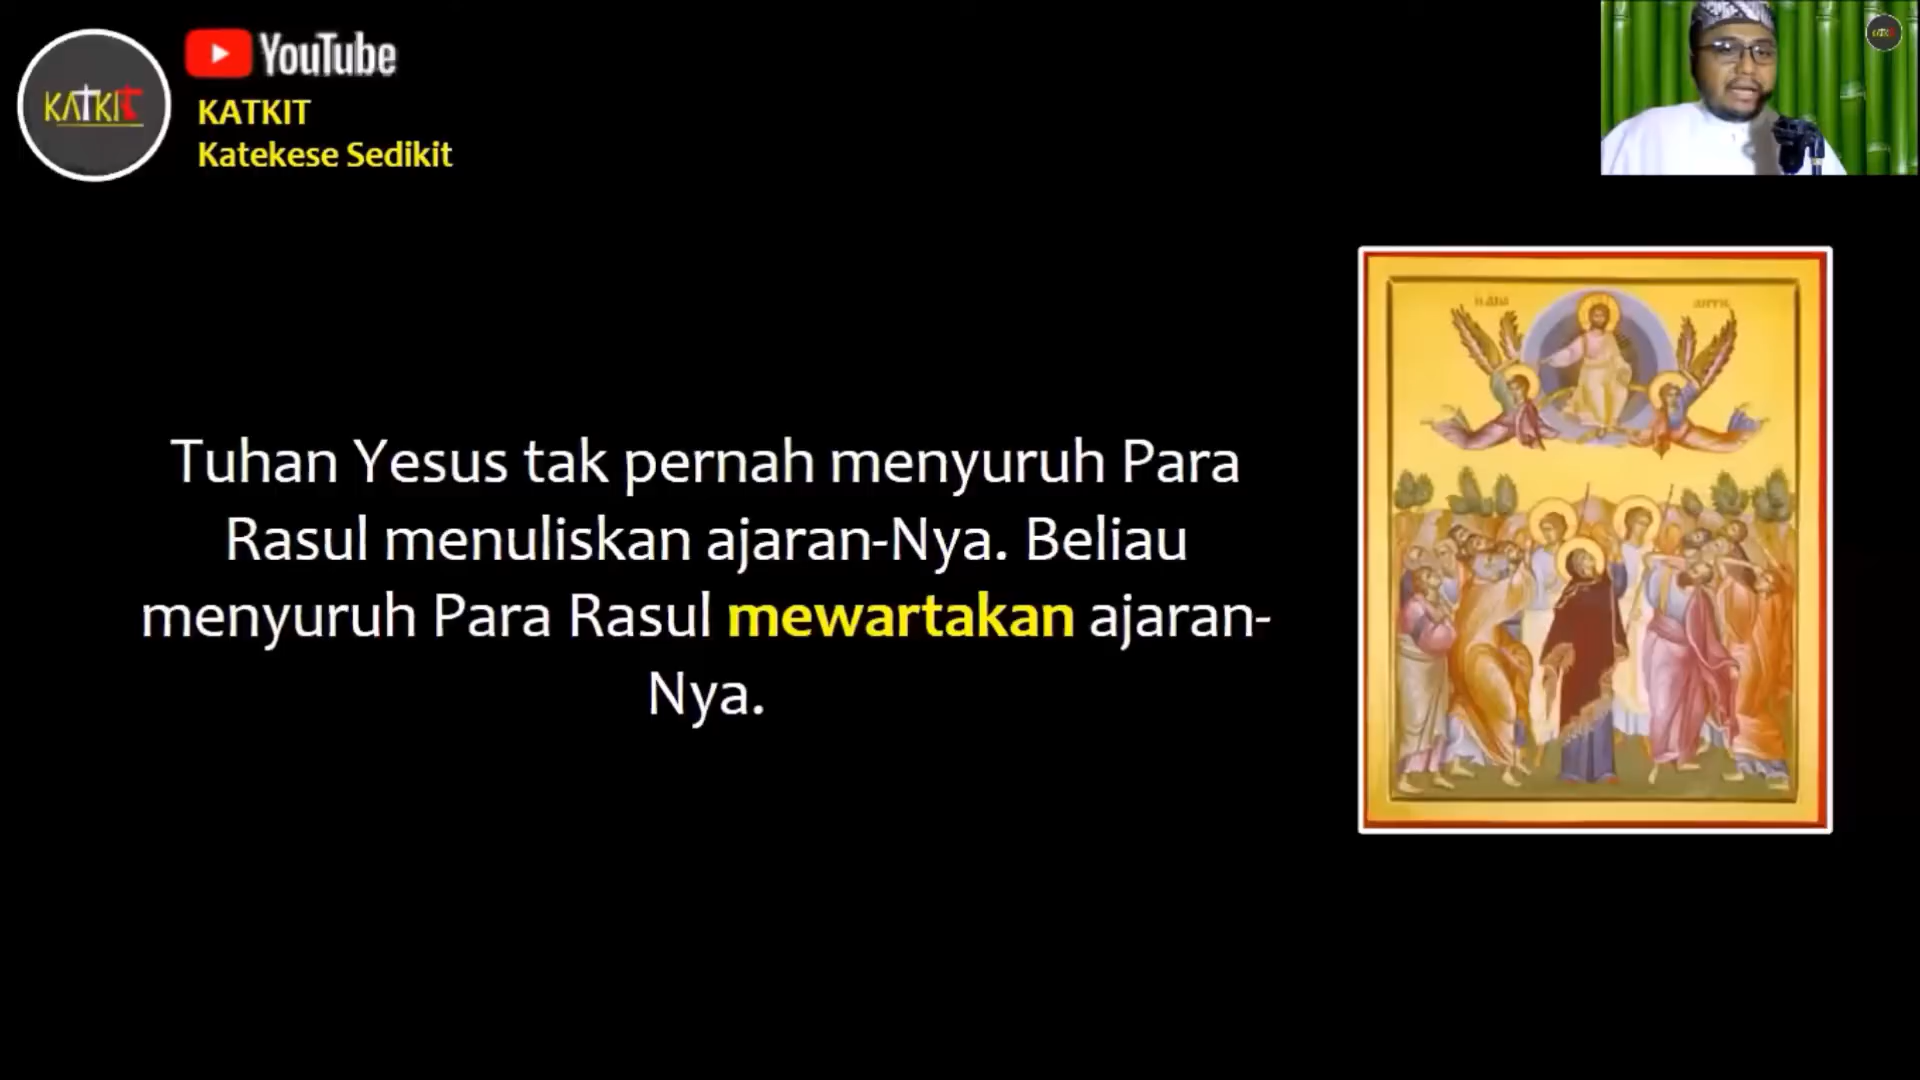 KATKIT
YouTube
KATKIT
Katekese Sedikit
Tuhan Yesus tak pernah menyuruh Para
Rasul menuliskan ajaran-Nya. Beliau
menyuruh Para Rasul mewartakan ajaran-
Nya.